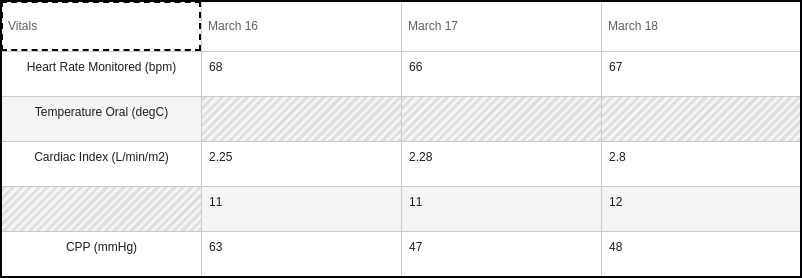 Vitals March 16 March 17 March 18
Heart Rate Monitored (bpm) 68 66 67
Temperature Oral (degC)
Cardiac Index (L/min/m2) 2.25 2.28 2.8
11 11 12
CPP (mmHg) 63 47 48